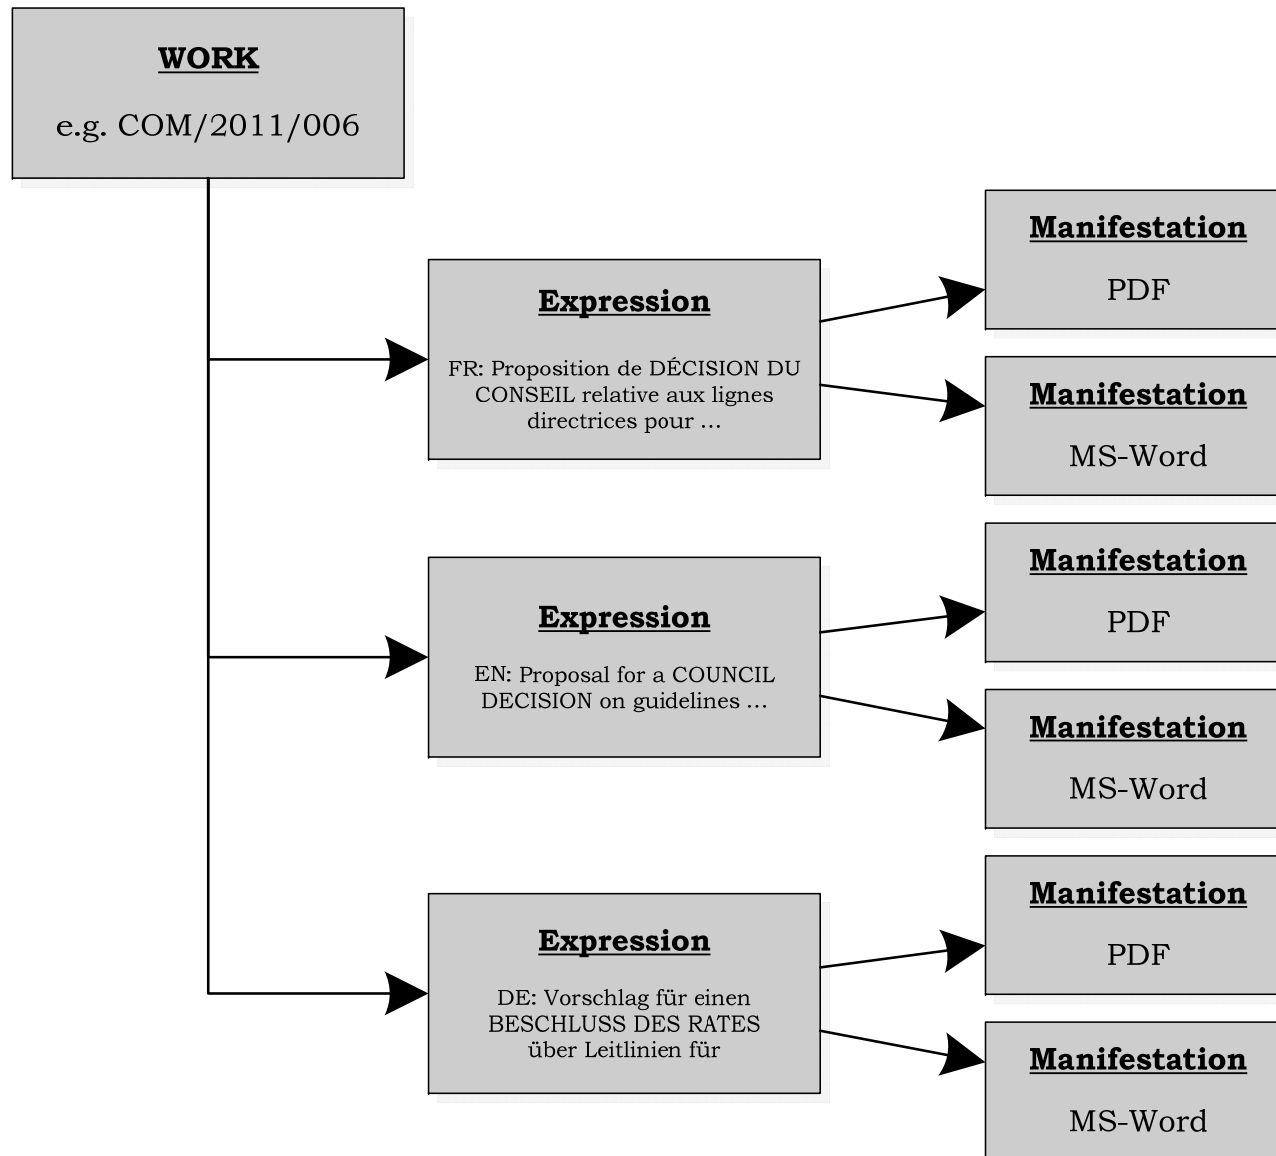 WORK
e.g. COM/2011/006
Expression
FR: Proposition de DÉCISION DU
CONSEIL relative aux lignes
directrices pour ...
Manifestation
PDF
Manifestation
MS-Word
Expression
EN: Proposal for a COUNCIL
DECISION on guidelines ...
Manifestation
PDF
Manifestation
MS-Word
Expression
DE: Vorschlag für einen
BESCHLUSS DES RATES
über Leitlinien für
Manifestation
PDF
Manifestation
MS-Word